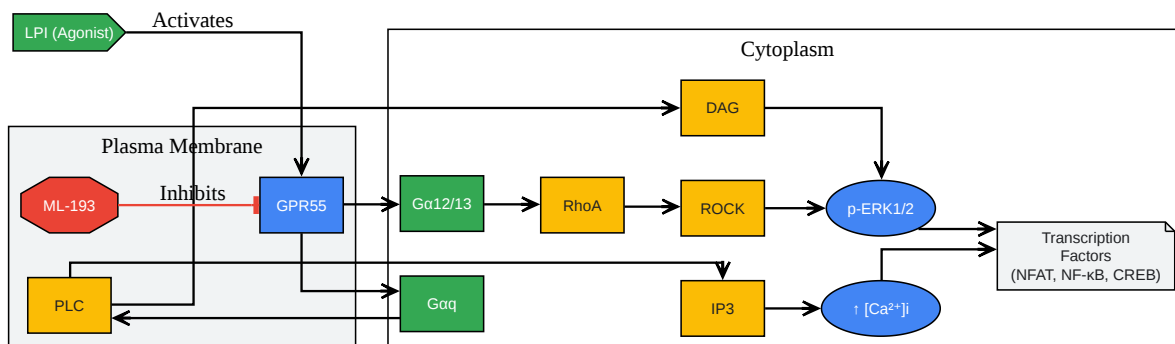 LPI (Agonist)
Activates
Cytoplasm
DAG
Plasma Membrane
ML-193
Inhibits
GPR55
Gα12/13
RhoA
ROCK
p-ERK1/2
Transcription
Factors
(NFAT, NF-κB, CREB)
PLC
Gαq
IP3
↑ [Ca²⁺]i